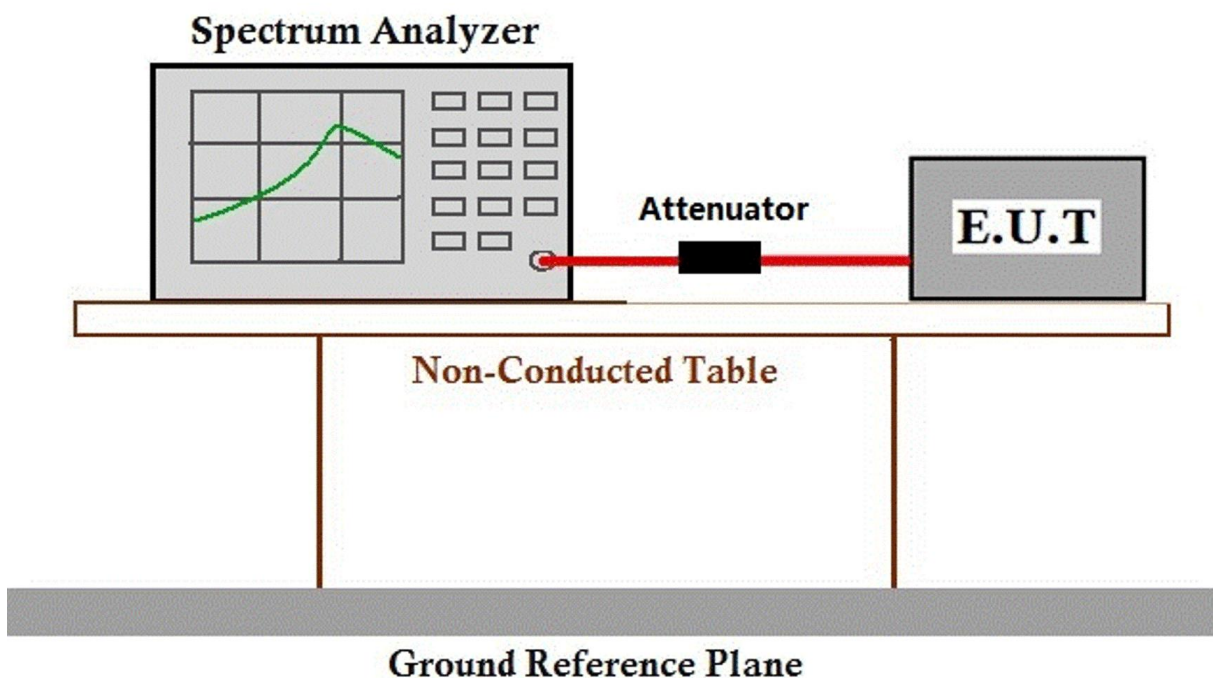 Spectrum Analyzer
Attenuator
E.U.T
Non-Conducted Table
Ground Reference Plane